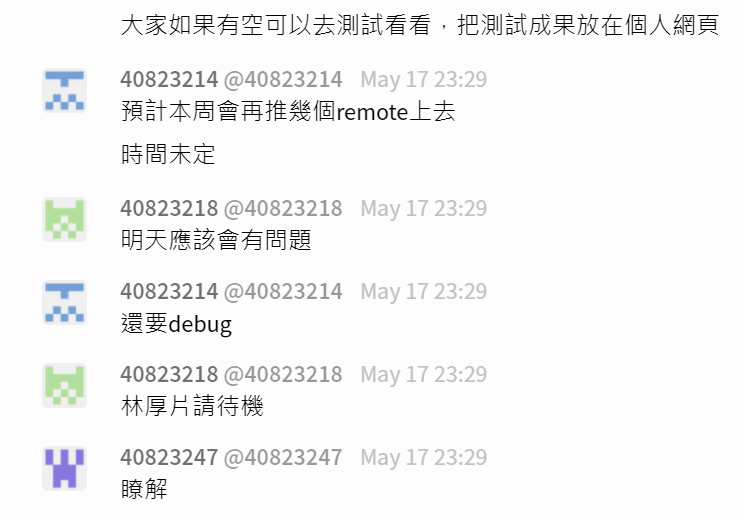 大家如果有空可以去測試看看，把測試成果放在個人網頁
40823214 @40823214 May 17 23:29
預計本周會再推幾個remote上去
時間未定
40823218 @40823218 May 17 23:29
明天應該會有問題
40823214 @40823214 May 17 23:29
還要debug
40823218 @40823218 May 17 23:29
林厚片請待機
40823247 @40823247 May 17 23:29
瞭解